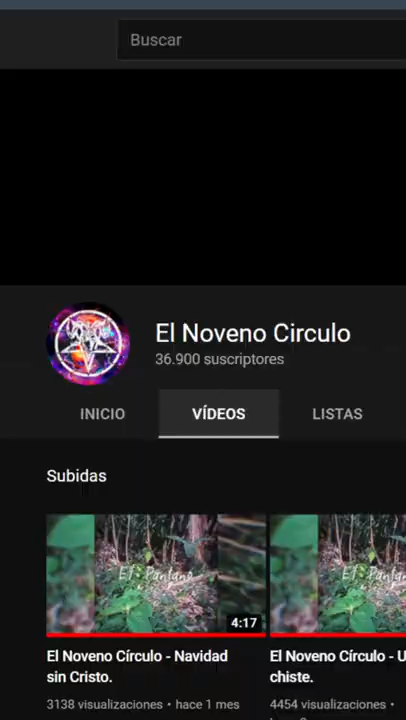 Buscar
El Noveno Circulo
36.900 suscriptores
INICIO VÍDEOS LISTAS
Subidas
El Pantano
El Pantano
4:17
El Noveno Círculo - Navidad
sin Cristo.
3138 visualizaciones • hace 1 mes
El Noveno Círculo - U
chiste.
4454 visualizaciones •